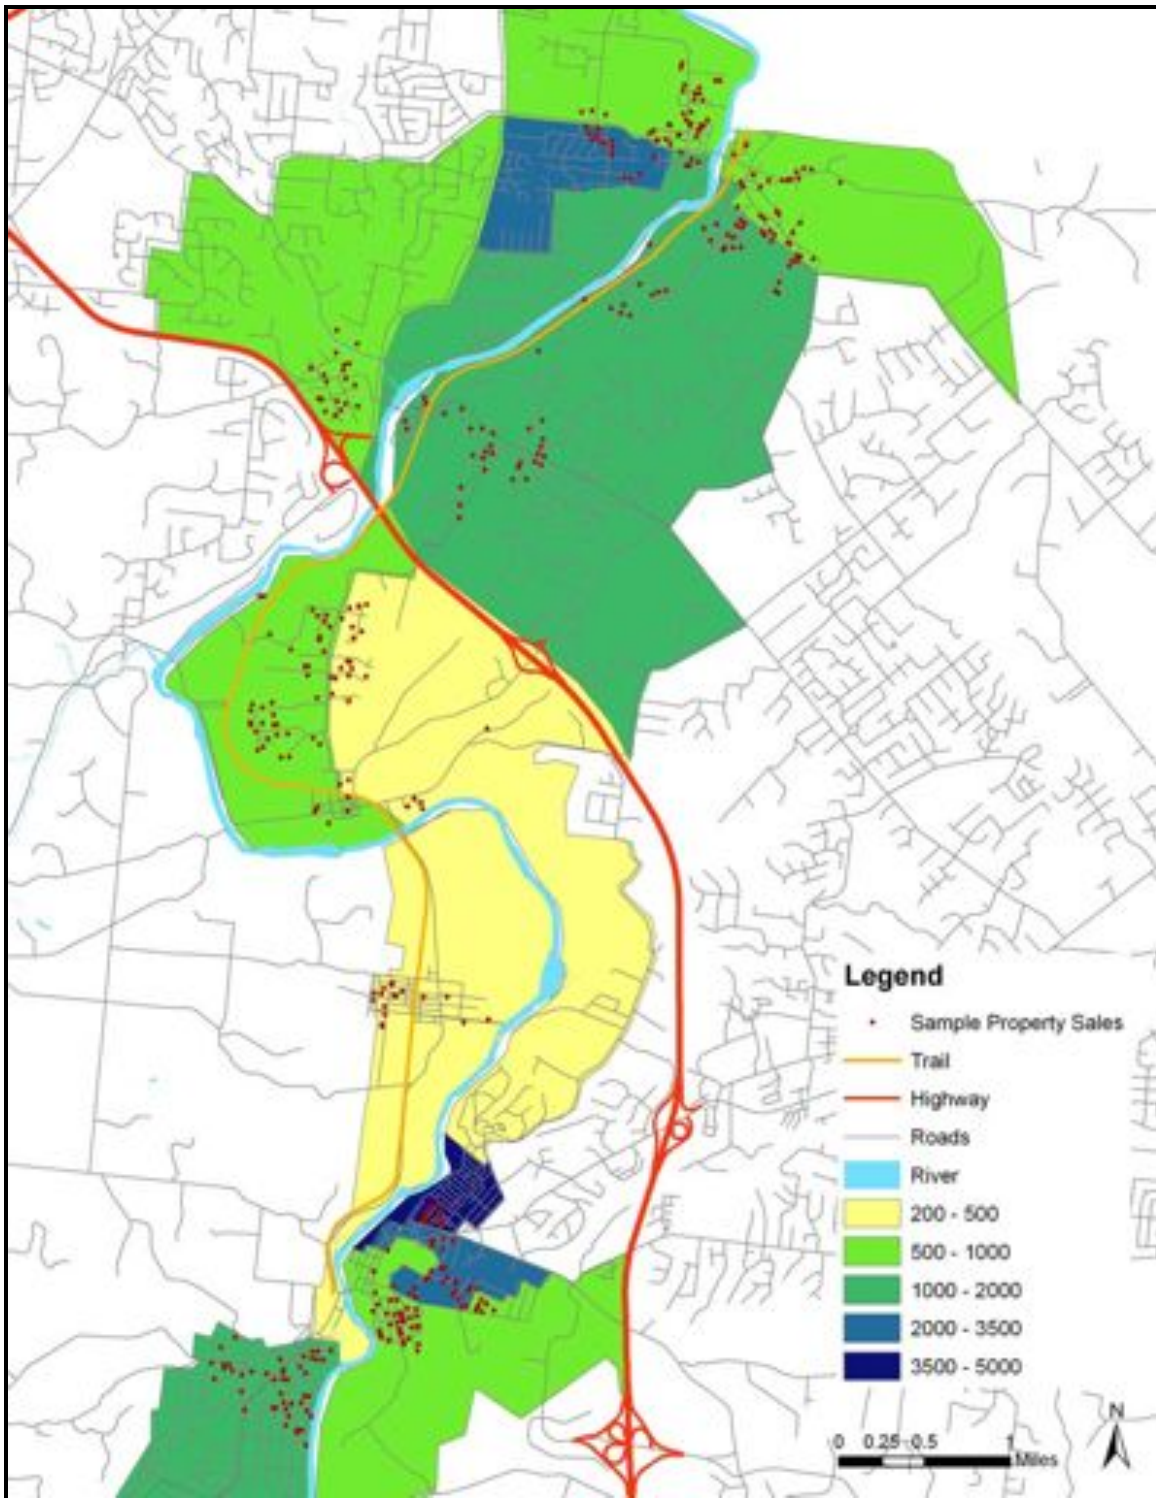 Legend
Sample Property Sales
Trail
Highway
Roads
River
200 - 500
500 - 1000
1000 - 2000
2000 - 3500
3500 - 5000
N
0 0.25 0.5 1
Miles